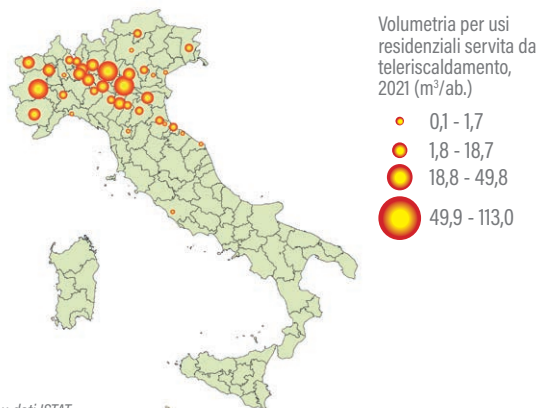 Volumetria per usi
residenziali servita da
teleriscaldamento,
2021 (m³/ab.)
0,1 - 1,7
1,8 - 18,7
18,8 - 49,8
49,9 - 113,0
dati ISTAT